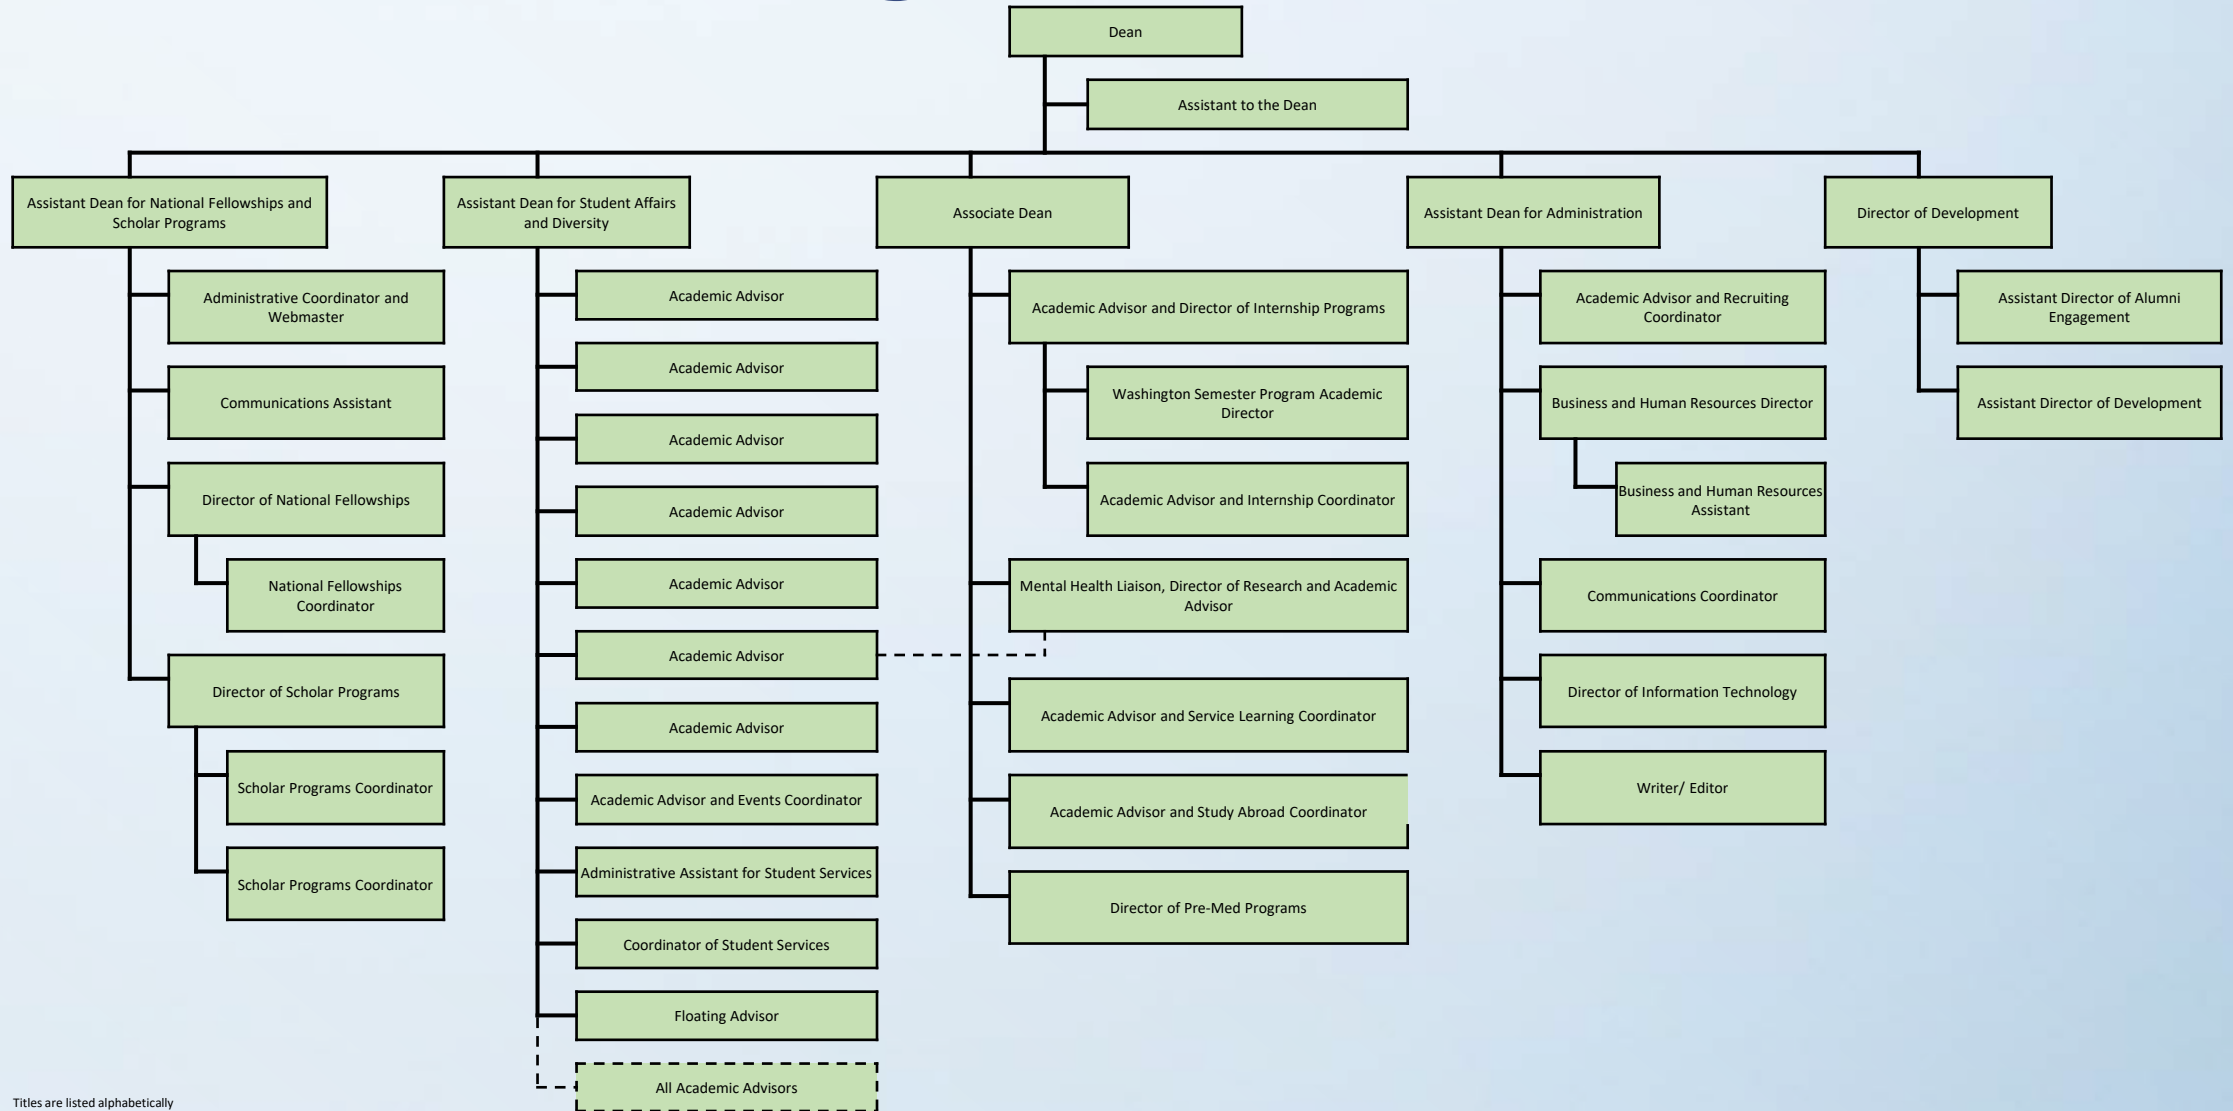 Dean
Assistant to the Dean
Assistant Dean for National Fellowships and
Scholar Programs
Administrative Coordinator and
Webmaster
Communications Assistant
Director of National Fellowships
National Fellowships
Coordinator
Director of Scholar Programs
Scholar Programs Coordinator
Scholar Programs Coordinator
Assistant Dean for Student Affairs
and Diversity
Academic Advisor
Academic Advisor
Academic Advisor
Academic Advisor
Academic Advisor
Academic Advisor
Academic Advisor
Academic Advisor and Events Coordinator
Administrative Assistant for Student Services
Coordinator of Student Services
Floating Advisor
All Academic Advisors
Associate Dean
Academic Advisor and Director of Internship Programs
Washington Semester Program Academic
Director
Academic Advisor and Internship Coordinator
Mental Health Liaison, Director of Research and Academic
Advisor
Academic Advisor and Service Learning Coordinator
Academic Advisor and Study Abroad Coordinator
Director of Pre-Med Programs
Assistant Dean for Administration
Academic Advisor and Recruiting
Coordinator
Business and Human Resources Director
Business and Human Resources
Assistant
Communications Coordinator
Director of Information Technology
Writer/ Editor
Director of Development
Assistant Director of Alumni
Engagement
Assistant Director of Development
Titles are listed alphabetically